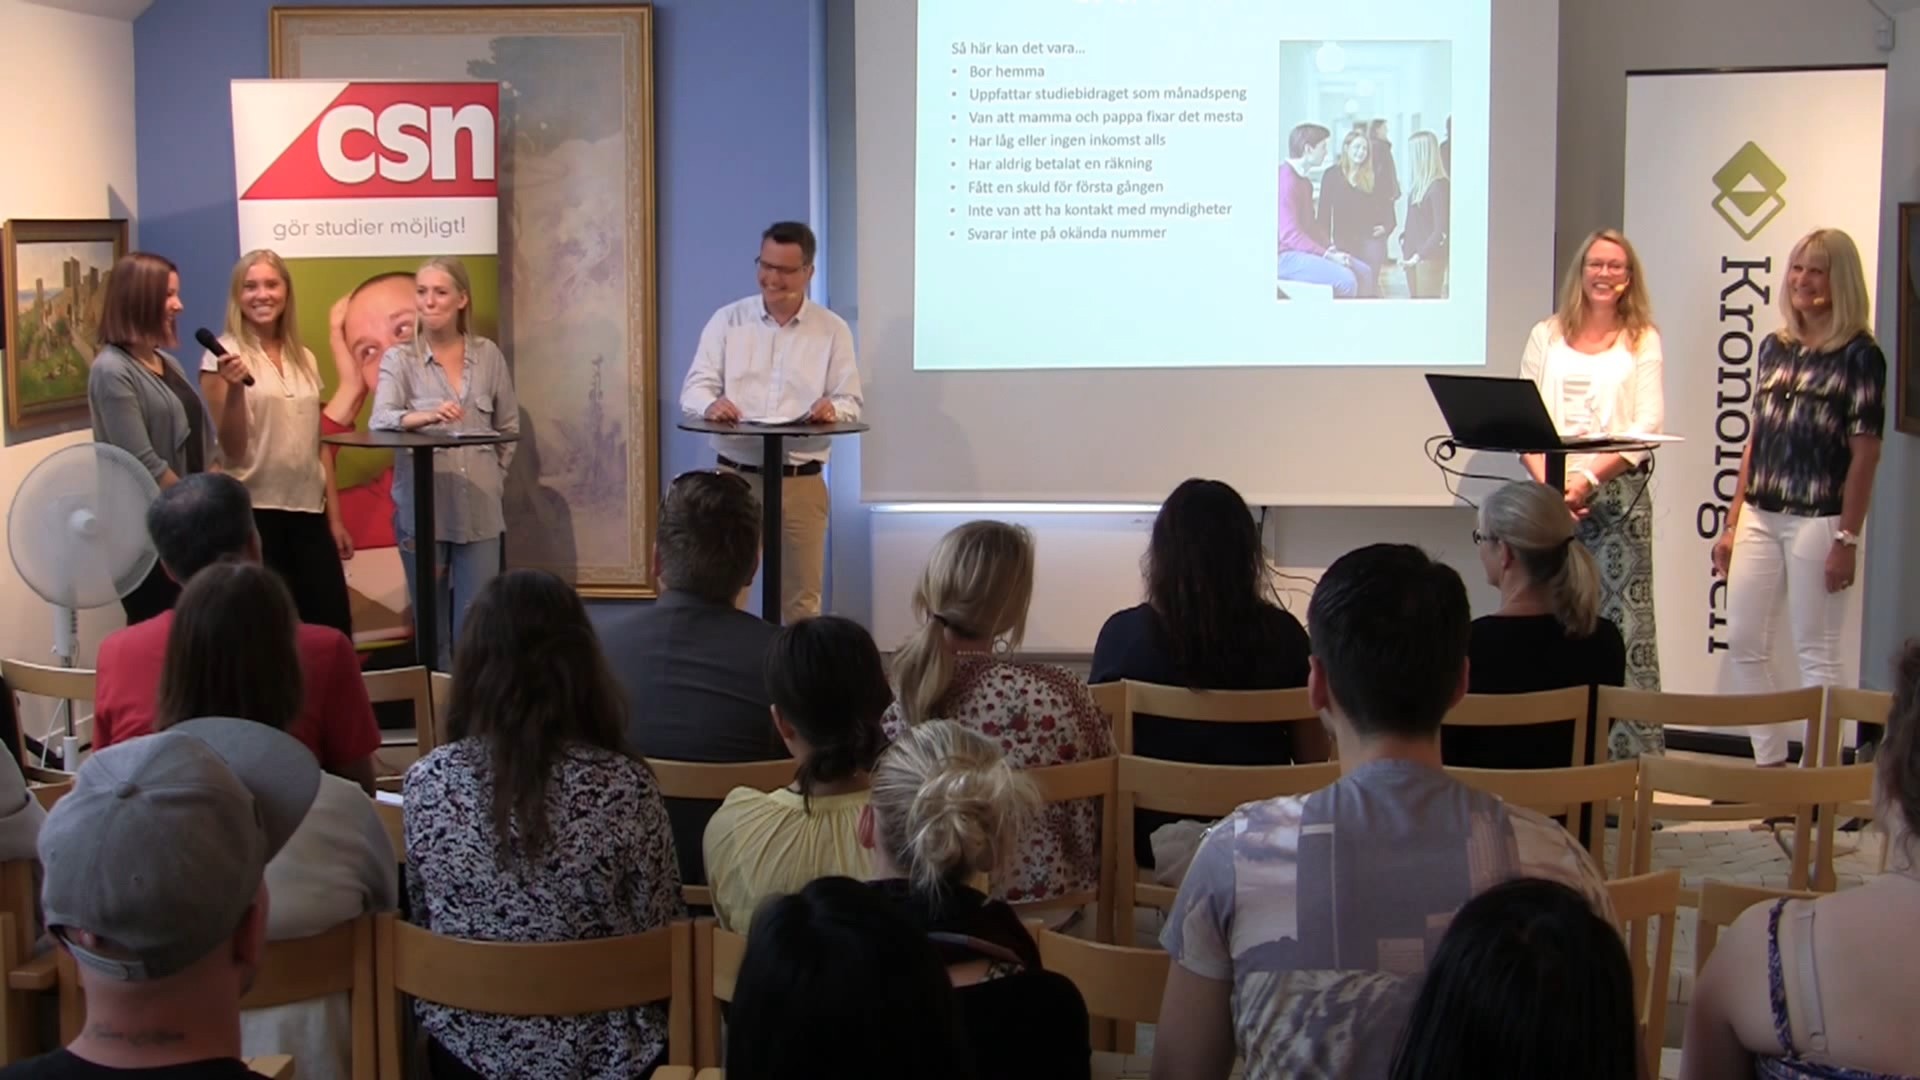 csn
gör studier möjligt!
Så här kan det vara...
• Bor hemma
• Uppfattar studiebidraget som månadspeng
• Van att mamma och pappa fixar det mesta
• Har låg eller ingen inkomst alls
• Har aldrig betalat en räkning
• Fått en skuld för första gången
• Inte van att ha kontakt med myndigheter
• Svarar inte på okända nummer
Kronofogden